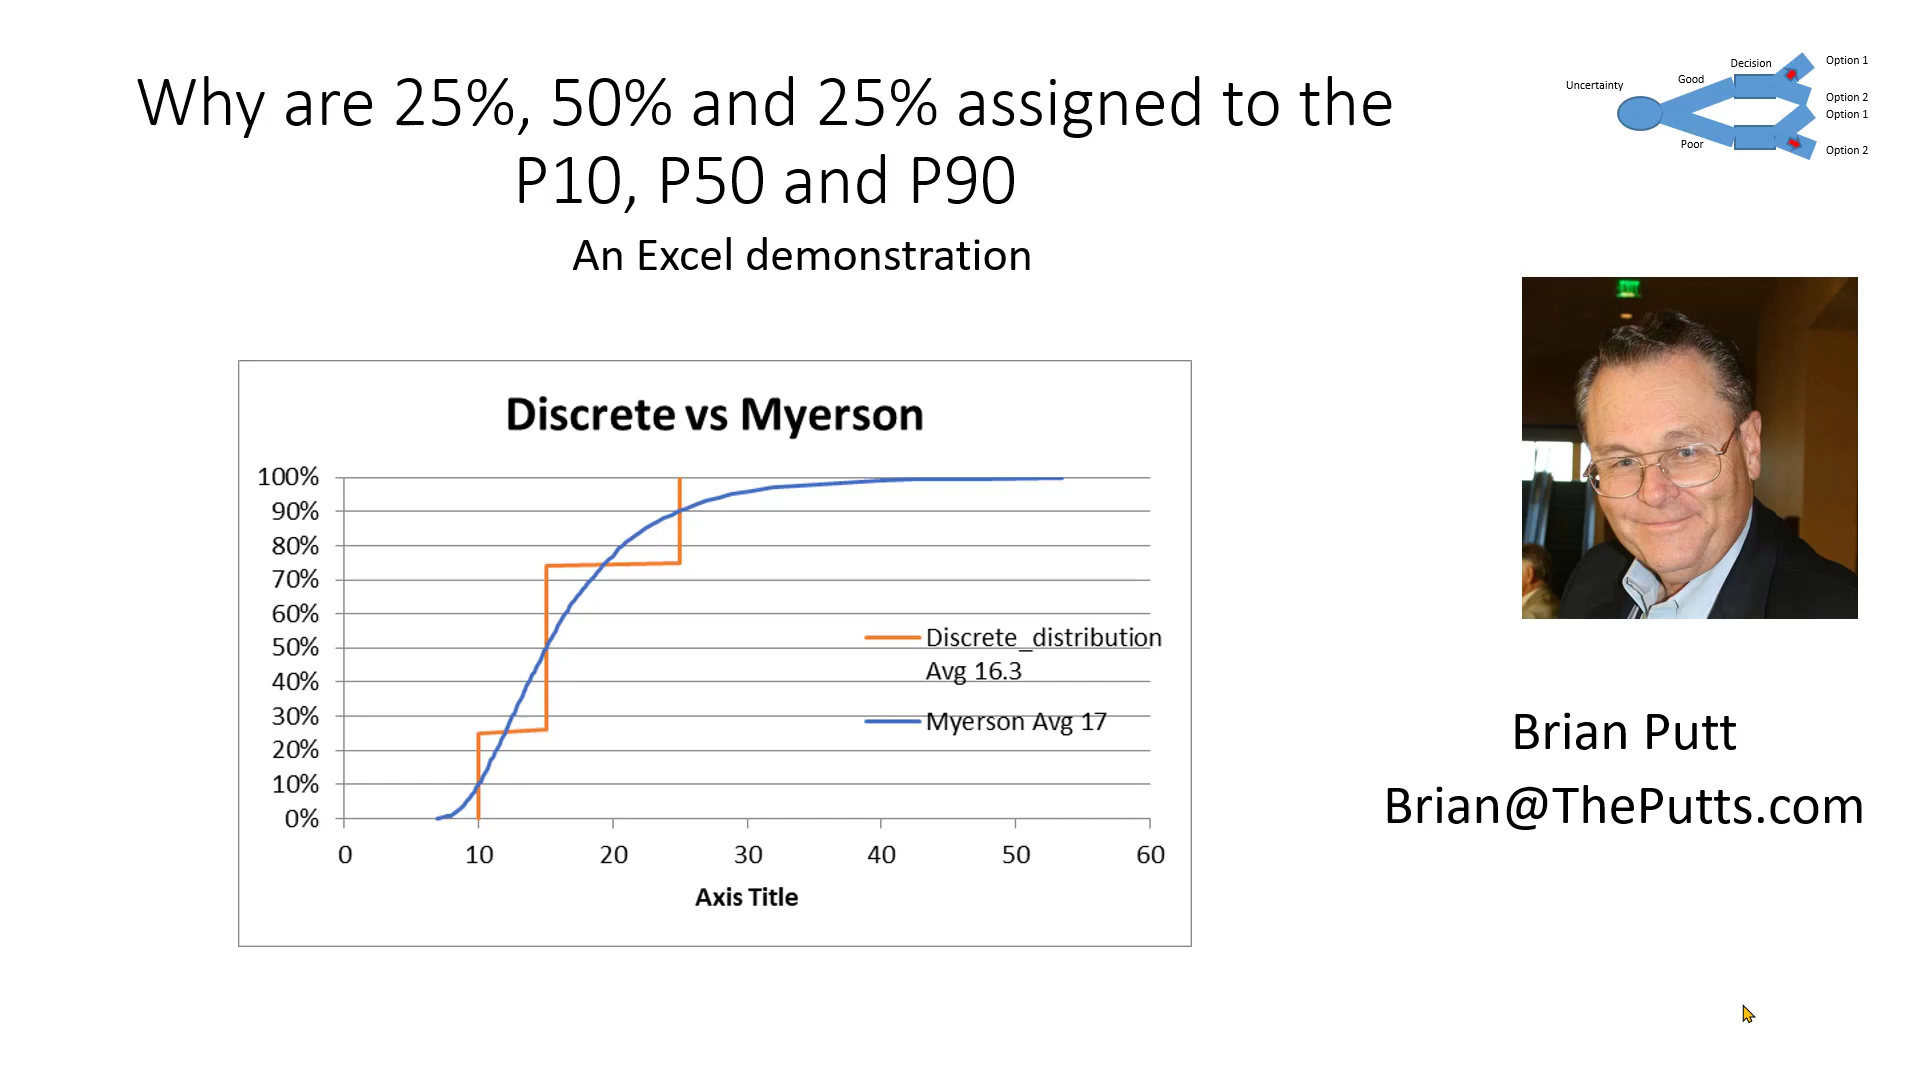 Why are 25%, 50% and 25% assigned to the
P10, P50 and P90
An Excel demonstration
Uncertainty
Good
Poor
Decision
Option 1
Option 2
Option 1
Option 2
Discrete vs Myerson
100%
90%
80%
70%
60%
50%
40%
30%
20%
10%
0%
0 10 20 30 40 50 60
Axis Title
Discrete_distribution
Avg 16.3
Myerson Avg 17
Brian Putt
Brian@ThePutts.com